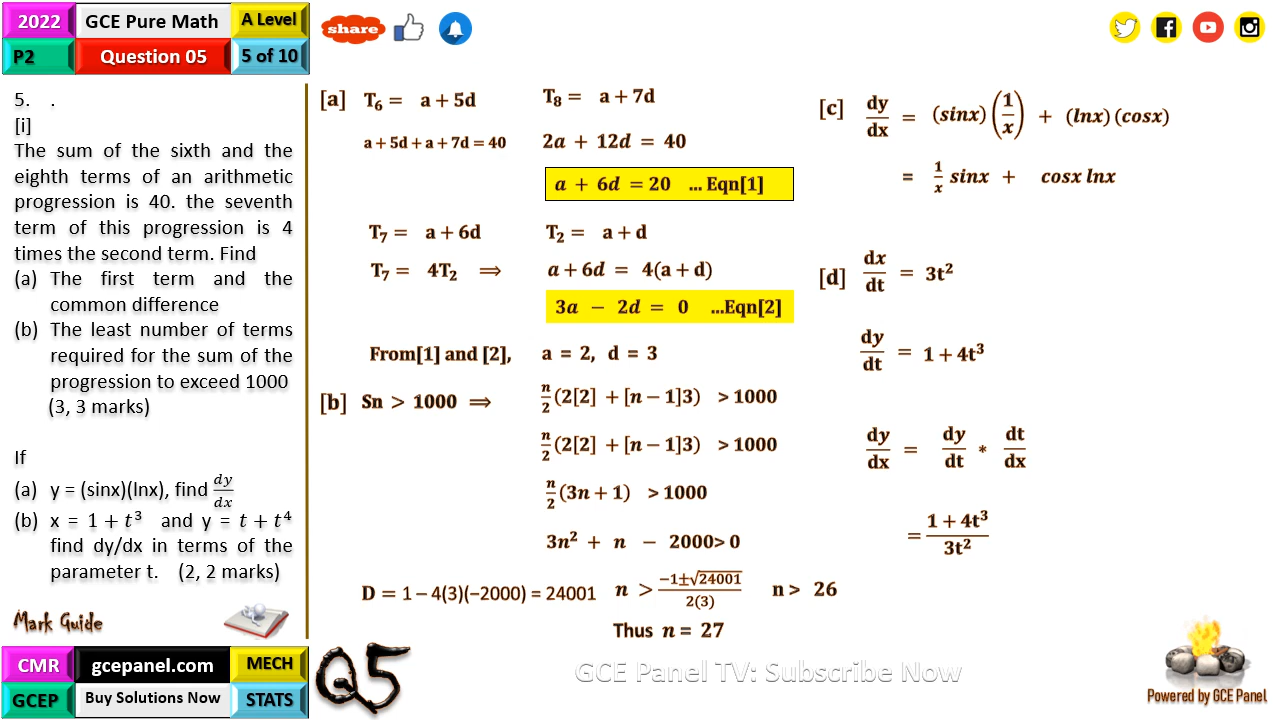 2022 GCE Pure Math A Level
P2 Question 05 5 of 10
share
5. .
[i]
The sum of the sixth and the
eighth terms of an arithmetic
progression is 40. the seventh
term of this progression is 4
times the second term. Find
(a) The first term and the
common difference
(b) The least number of terms
required for the sum of the
progression to exceed 1000
(3, 3 marks)
If
(a) y = (sinx)(lnx), find dy/dx
(b) x = 1 + t³ and y = t + t⁴
find dy/dx in terms of the
parameter t. (2, 2 marks)
Mark Guide
CMR gcepanel.com MECH
GCEP Buy Solutions Now STATS
[a] T₆ = a + 5d T₈ = a + 7d
a + 5d + a + 7d = 40 2a + 12d = 40
a + 6d = 20 ... Eqn[1]
T₇ = a + 6d T₂ = a + d
T₇ = 4T₂ ⟹ a + 6d = 4(a + d)
3a − 2d = 0 ...Eqn[2]
From[1] and [2], a = 2, d = 3
[b] Sn > 1000 ⟹ n/2 (2[2] + [n − 1]3) > 1000
n/2 (2[2] + [n − 1]3) > 1000
n/2 (3n + 1) > 1000
3n² + n − 2000> 0
D = 1 – 4(3)(−2000) = 24001 n > (−1±√24001)/2(3) n > 26
Thus n = 27
[c] dy/dx = (sinx)(1/x) + (lnx)(cosx)
= 1/x sinx + cosx lnx
[d] dx/dt = 3t²
dy/dt = 1 + 4t³
dy/dx = dy/dt * dt/dx
= (1 + 4t³)/3t²
Q5
GCE Panel TV: Subscribe Now
Powered by GCE Panel